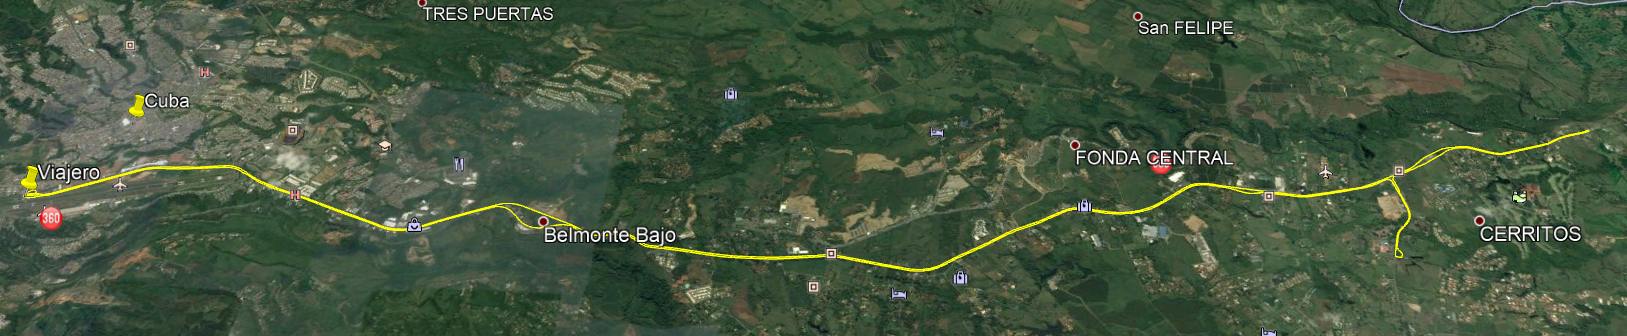 TRES PUERTAS
San FELIPE
Cuba
H
FONDA CENTRAL
Viajero
H
360
Belmonte Bajo
CERRITOS